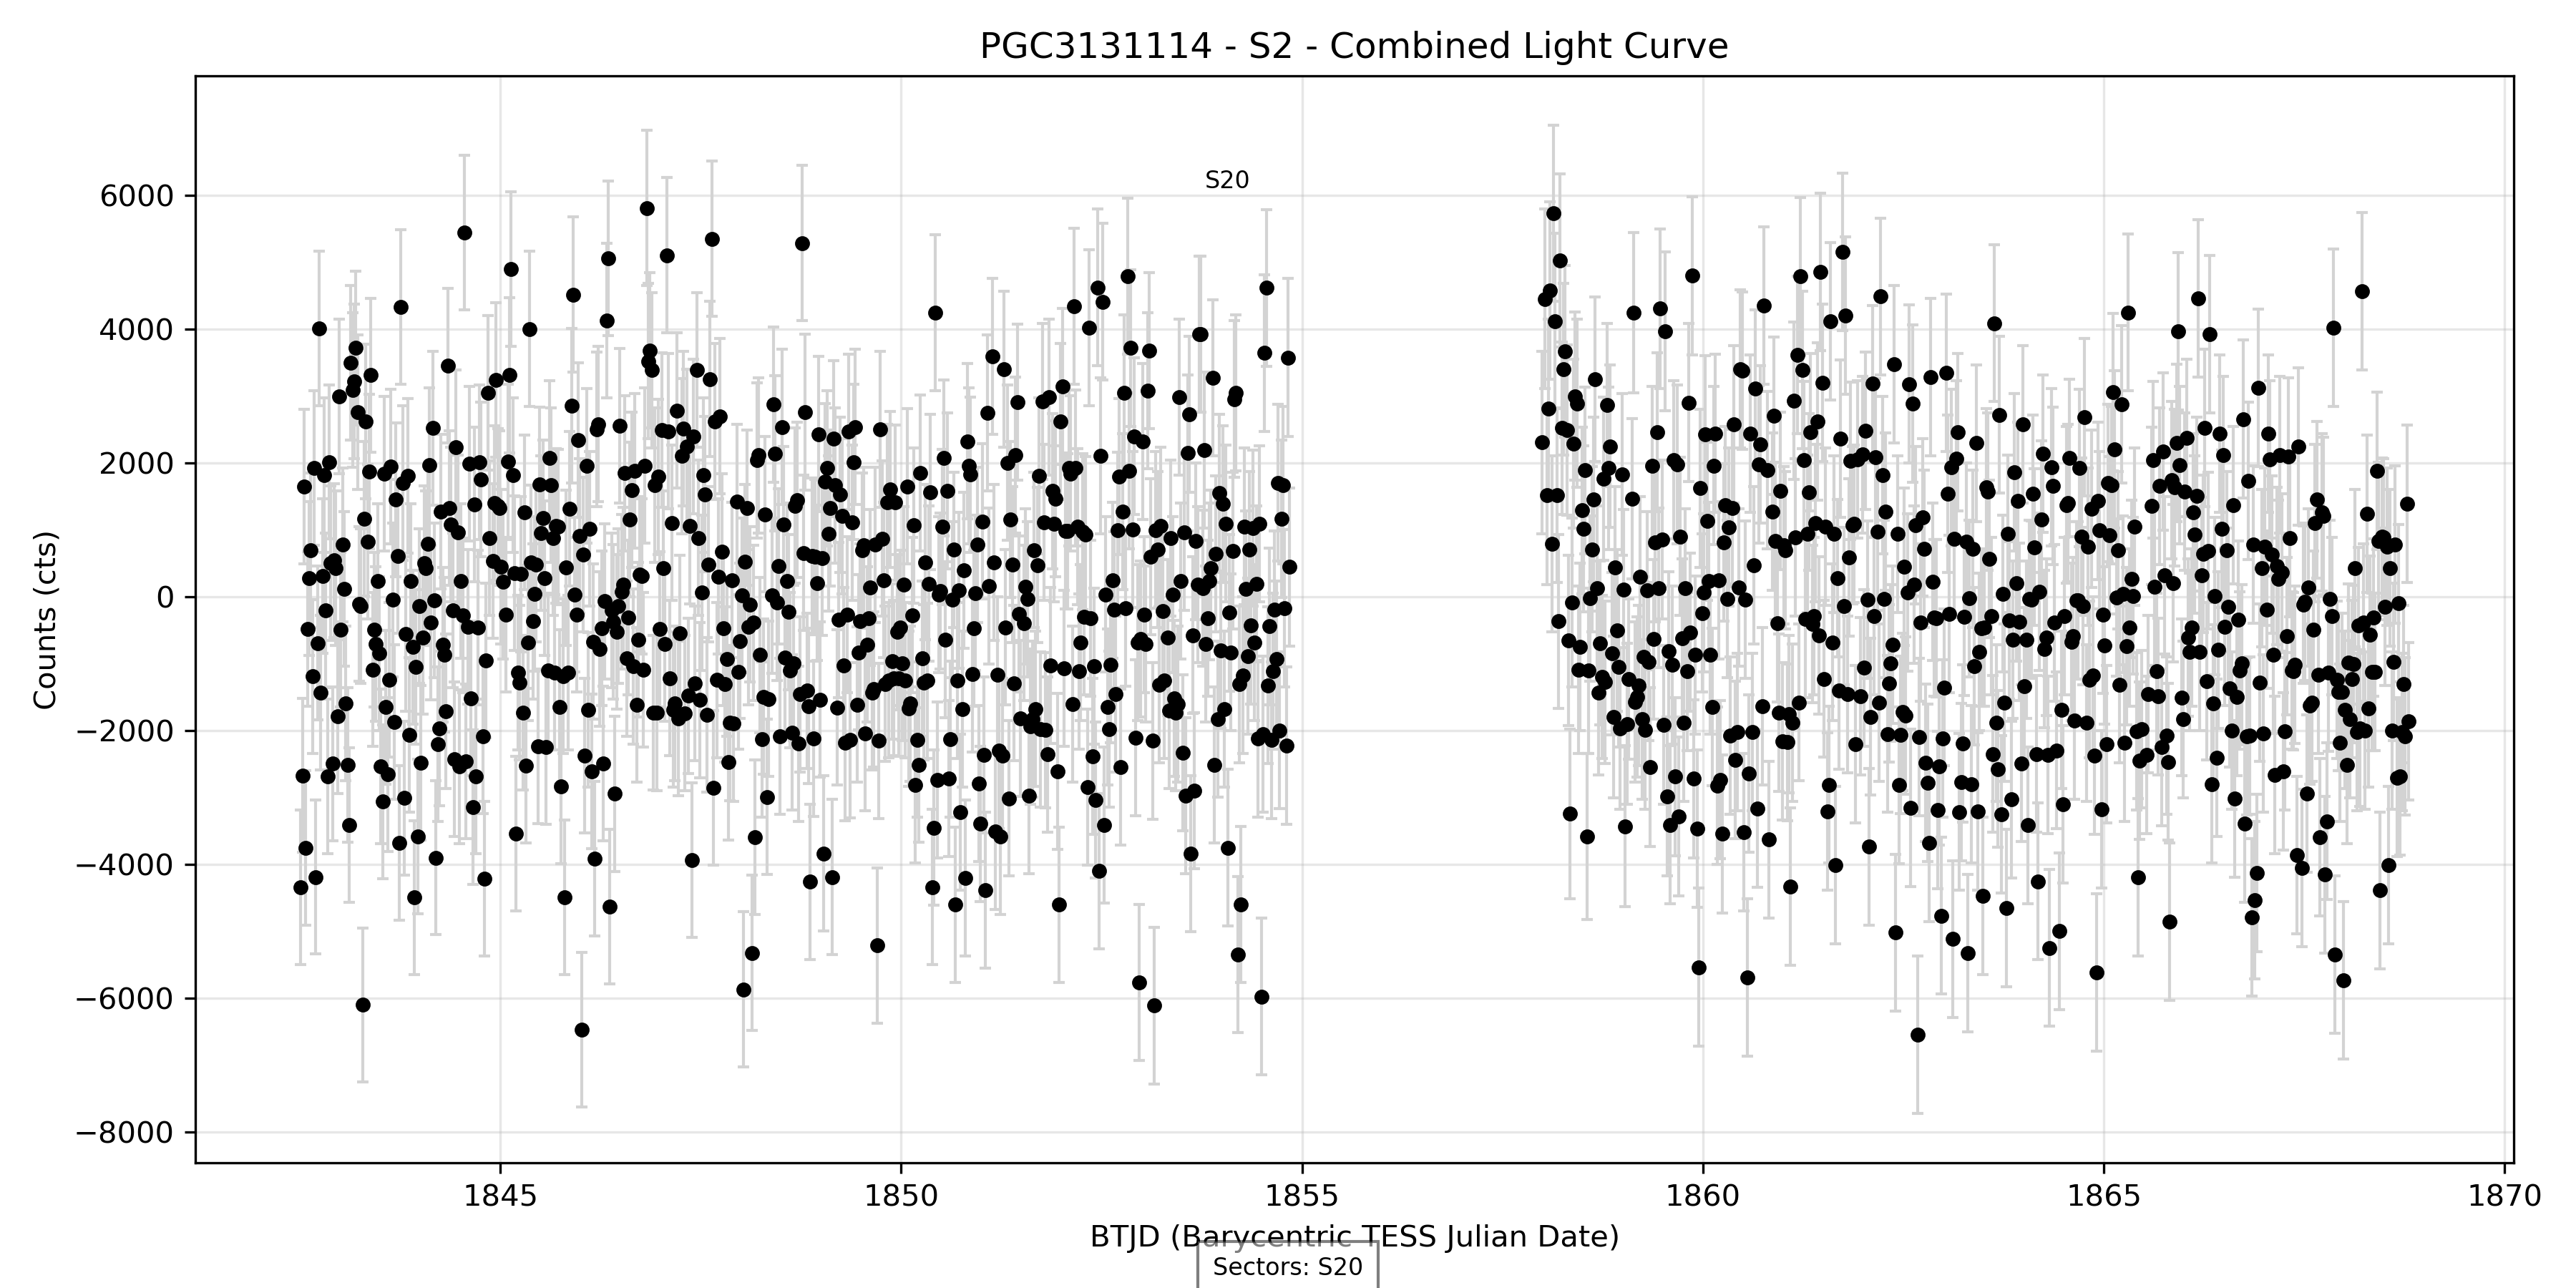 PGC3131114 - S2 - Combined Light Curve
S20
6000
4000
2000
0
−2000
−4000
−6000
−8000
Counts (cts)
1845 1850 1855 1860 1865 1870
BTJD (Barycentric TESS Julian Date)
Sectors: S20